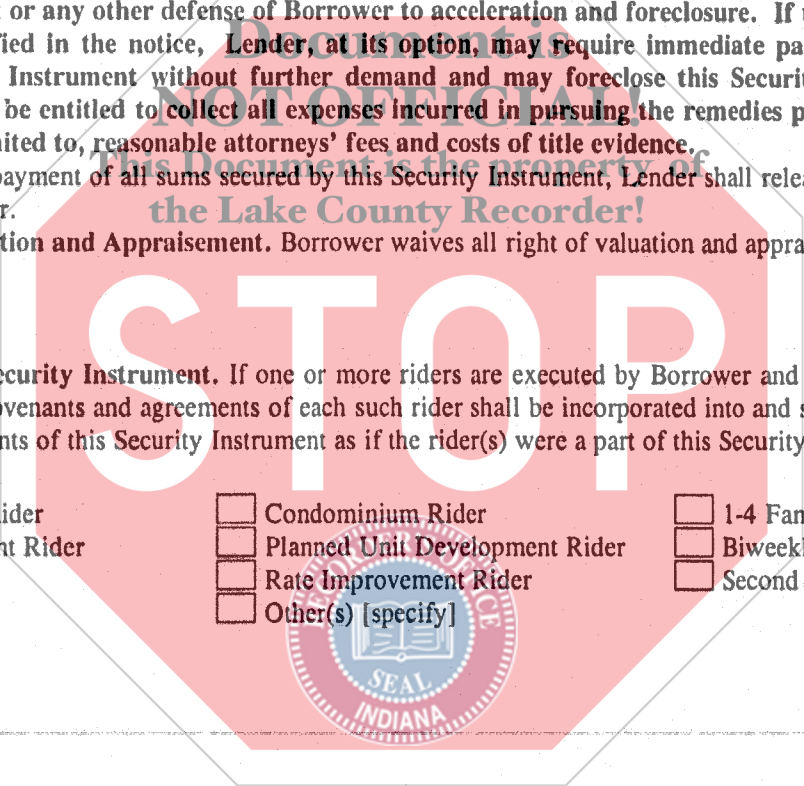 or any other defense of Borrower to acceleration and foreclosure. If
fied in the notice, Lender, at its option, may require immediate pa
Document is
Instrument without further demand and may foreclose this Securit
NOT OFFICIAL!
be entitled to collect all expenses incurred in pursuing the remedies p
nited to, reasonable attorneys' fees and costs of title evidence.
This Document is the property of
payment of all sums secured by this Security Instrument, Lender shall relea
r.
the Lake County Recorder!
tion and Appraisement. Borrower waives all right of valuation and appra
STOP
ecurity Instrument. If one or more riders are executed by Borrower and
ovenants and agreements of each such rider shall be incorporated into and s
nts of this Security Instrument as if the rider(s) were a part of this Security
ider
Condominium Rider
1-4 Fam
nt Rider
Planned Unit Development Rider
Biweekl
Rate Improvement Rider
Second
Other(s) [specify]
RECORDER'S OFFICE
SEAL
INDIANA